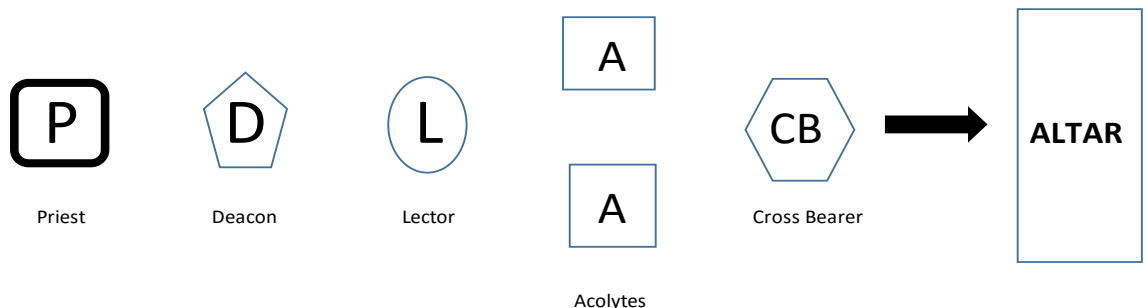 A
P
D
L
CB
ALTAR
A
Priest
Deacon
Lector
Cross Bearer
Acolytes